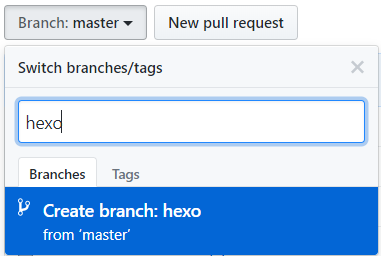 Branch: master New pull request
Switch branches/tags
hexo
Branches Tags
Create branch: hexo
from ‘master’